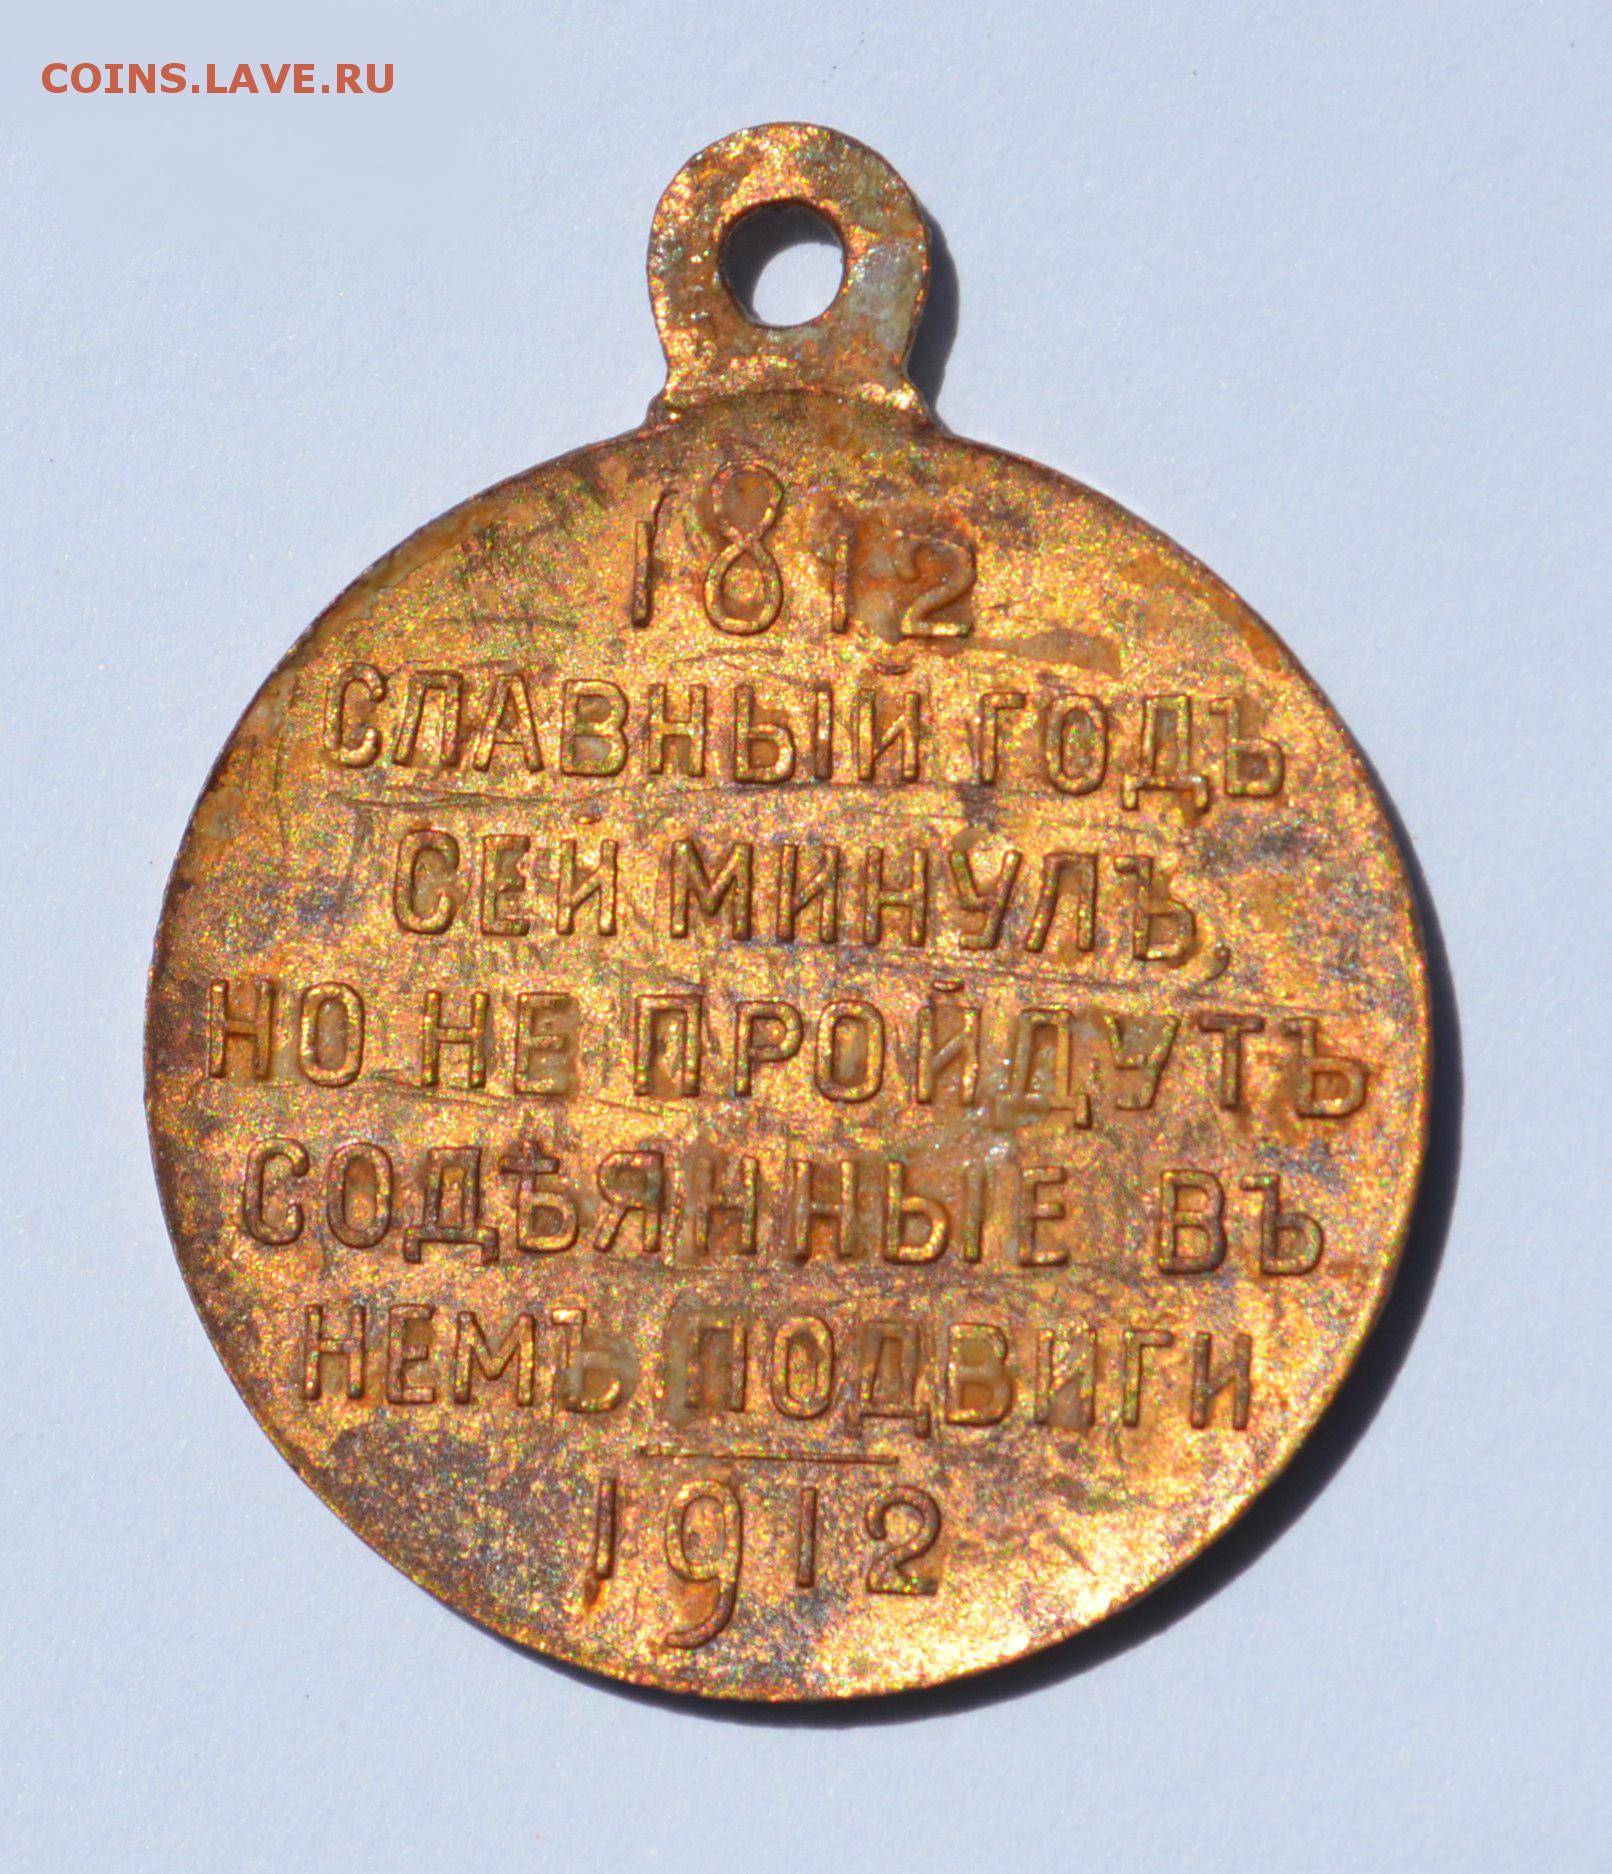 COINS.LAVE.RU
1812
СЛАВНЫЙ ГОДЪ
СЕЙ МИНУЛЪ,
НО НЕ ПРОЙДУТЪ
СОДѢЯННЫЕ ВЪ
НЕМЪ ПОДВИГИ
1912